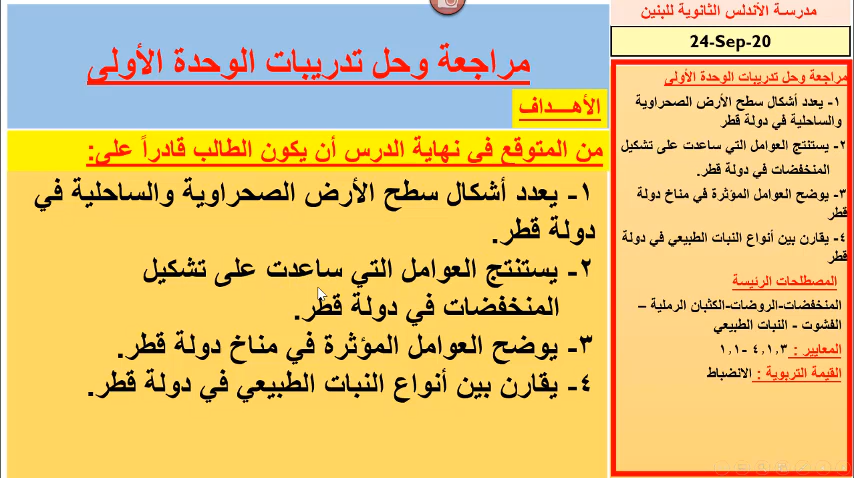 مدرسة الأندلس الثانوية للبنين
24-Sep-20
مراجعة وحل تدريبات الوحدة الأولى
١- يعدد أشكال سطح الأرض الصحراوية
والساحلية في دولة قطر
٢- يستنتج العوامل التي ساعدت على تشكيل
المنخفضات في دولة قطر.
٣- يوضح العوامل المؤثرة في مناخ دولة
قطر
٤- يقارن بين أنواع النبات الطبيعي في دولة
قطر
المصطلحات الرئيسة
المنخفضات-الروضات-الكثبان الرملية –
الفشوت - النبات الطبيعي
المعايير : ٤,١,٣ -١,١
القيمة التربوية : الانضباط
مراجعة وحل تدريبات الوحدة الأولى
الأهـــداف
من المتوقع في نهاية الدرس أن يكون الطالب قادراً على:
١- يعدد أشكال سطح الأرض الصحراوية والساحلية في
دولة قطر.
٢- يستنتج العوامل التي ساعدت على تشكيل
المنخفضات في دولة قطر.
٣- يوضح العوامل المؤثرة في مناخ دولة قطر.
٤- يقارن بين أنواع النبات الطبيعي في دولة قطر.